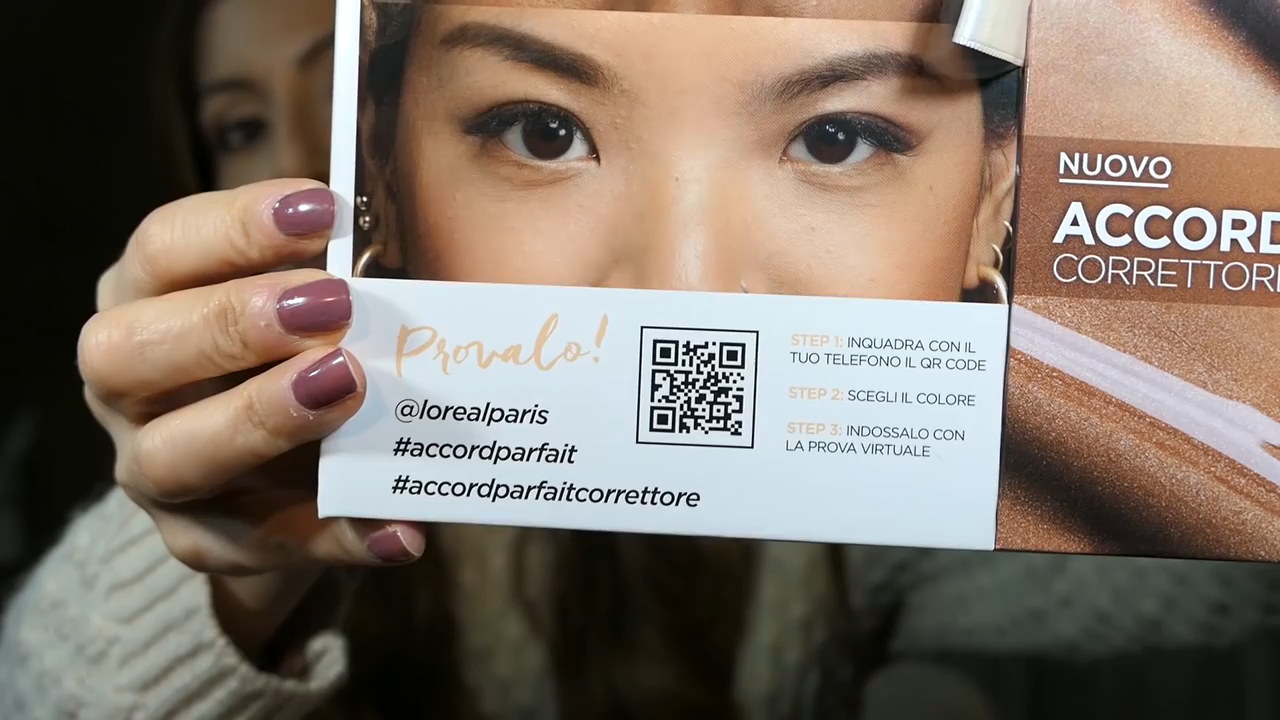 Provalo!
@lorealparis
#accordparfait
#accordparfaitcorrettore
STEP 1: INQUADRA CON IL
TUO TELEFONO IL QR CODE
STEP 2: SCEGLI IL COLORE
STEP 3: INDOSSALO CON
LA PROVA VIRTUALE
NUOVO
ACCORD
CORRETTORE